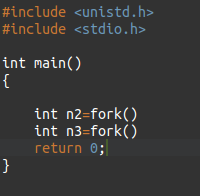 #include <unistd.h>
#include <stdio.h>
int main()
{
int n2=fork()
int n3=fork()
return 0;
}